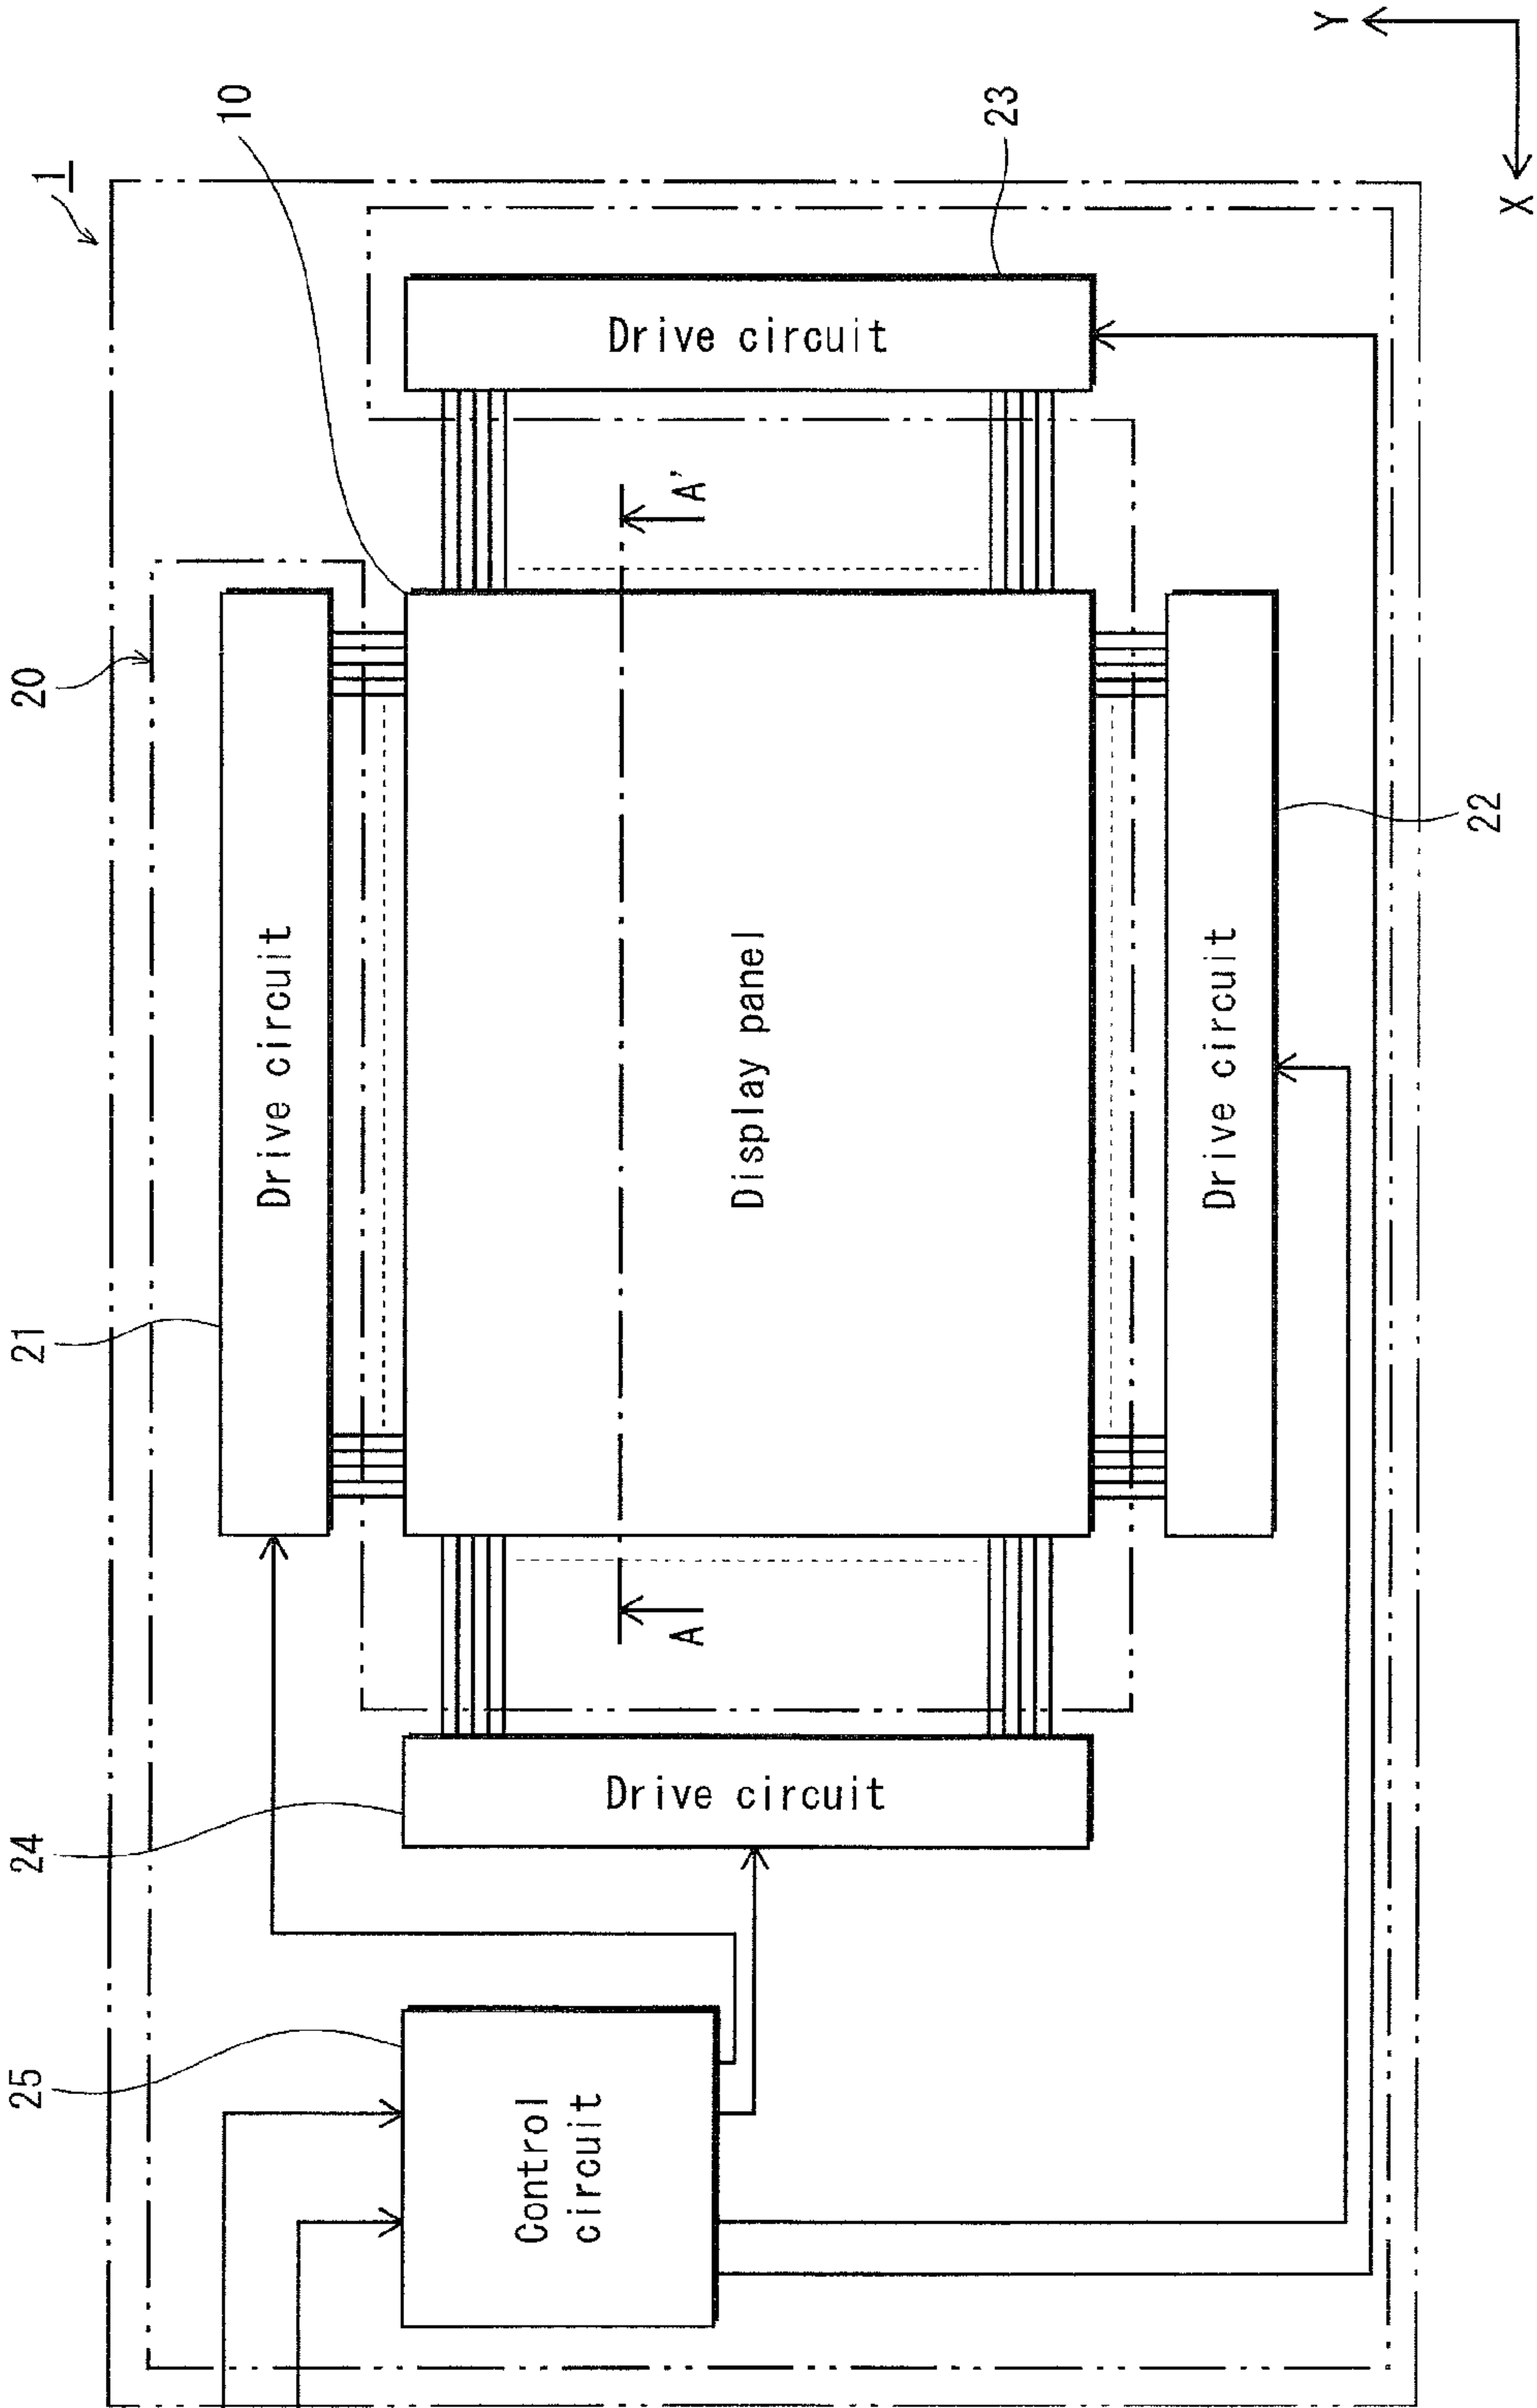 1
10
20
Drive circuit
21
Drive circuit
23
A'
Display panel
A
Drive circuit
24
Drive circuit
22
Control
circuit
25
Y
X